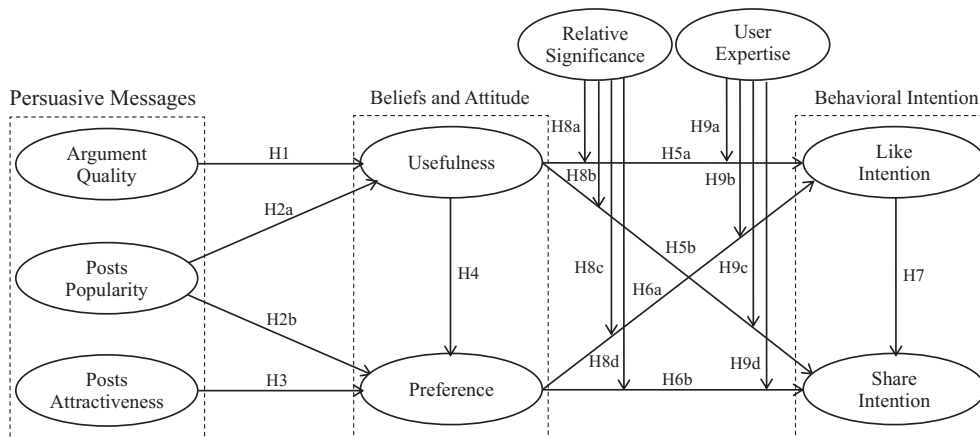 Relative
Significance
User
Expertise
Persuasive Messages
Beliefs and Attitude
Behavioral Intention
Argument
Quality
H1
Usefulness
H8a
H9a
H5a
Like
Intention
H8b
H9b
H2a
Posts
Popularity
H4
H5b
H8c
H9c
H6a
H7
H2b
H8d
H9d
Posts
Attractiveness
H3
Preference
H6b
Share
Intention